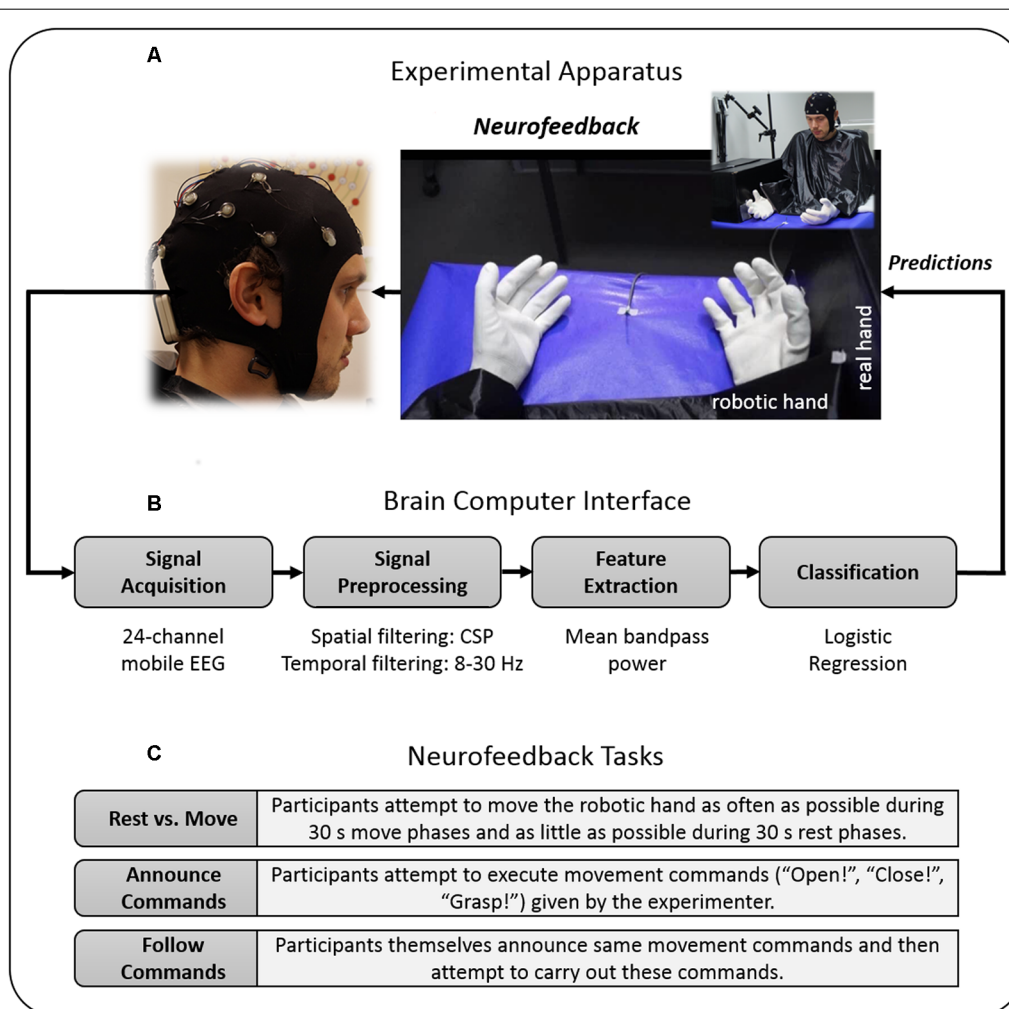 A
Experimental Apparatus
Neurofeedback
Predictions
real hand
robotic hand
B
Brain Computer Interface
Signal
Acquisition
Signal
Preprocessing
Feature
Extraction
Classification
24-channel
mobile EEG
Spatial filtering: CSP
Temporal filtering: 8-30 Hz
Mean bandpass
power
Logistic
Regression
C
Neurofeedback Tasks
Rest vs. Move
Participants attempt to move the robotic hand as often as possible during
30 s move phases and as little as possible during 30 s rest phases.
Announce
Commands
Participants attempt to execute movement commands (“Open!”, “Close!”,
“Grasp!”) given by the experimenter.
Follow
Commands
Participants themselves announce same movement commands and then
attempt to carry out these commands.